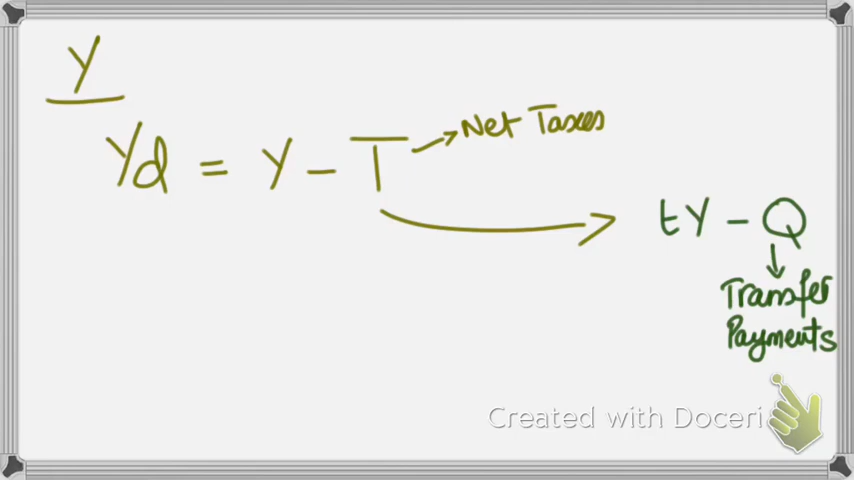 Y
Yd = Y - T → Net Taxes
tY - Q
Transfer
Payments
Created with Doceri